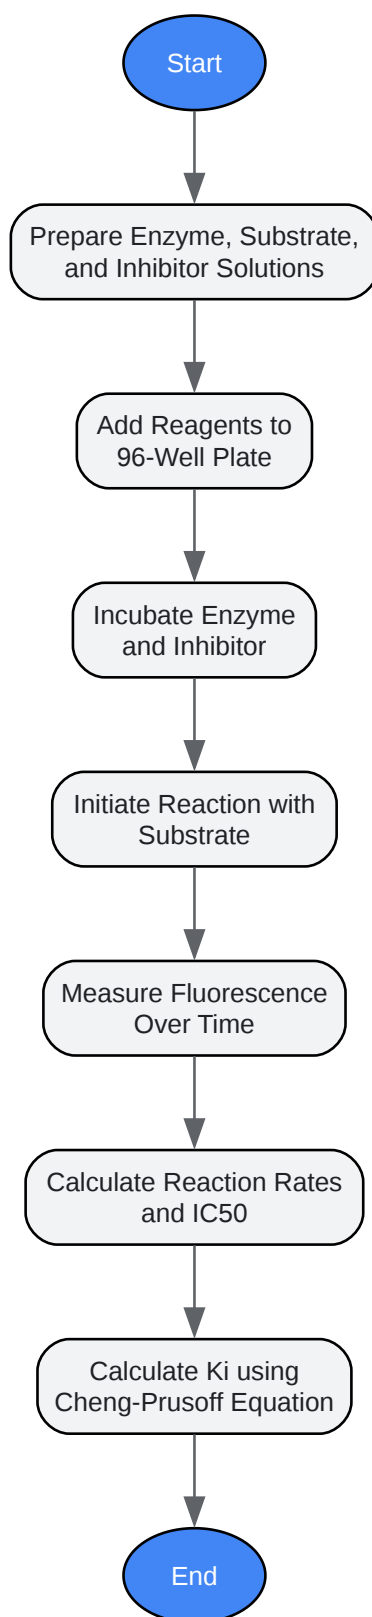 Start
Prepare Enzyme, Substrate,
and Inhibitor Solutions
Add Reagents to
96-Well Plate
Incubate Enzyme
and Inhibitor
Initiate Reaction with
Substrate
Measure Fluorescence
Over Time
Calculate Reaction Rates
and IC50
Calculate Ki using
Cheng-Prusoff Equation
End